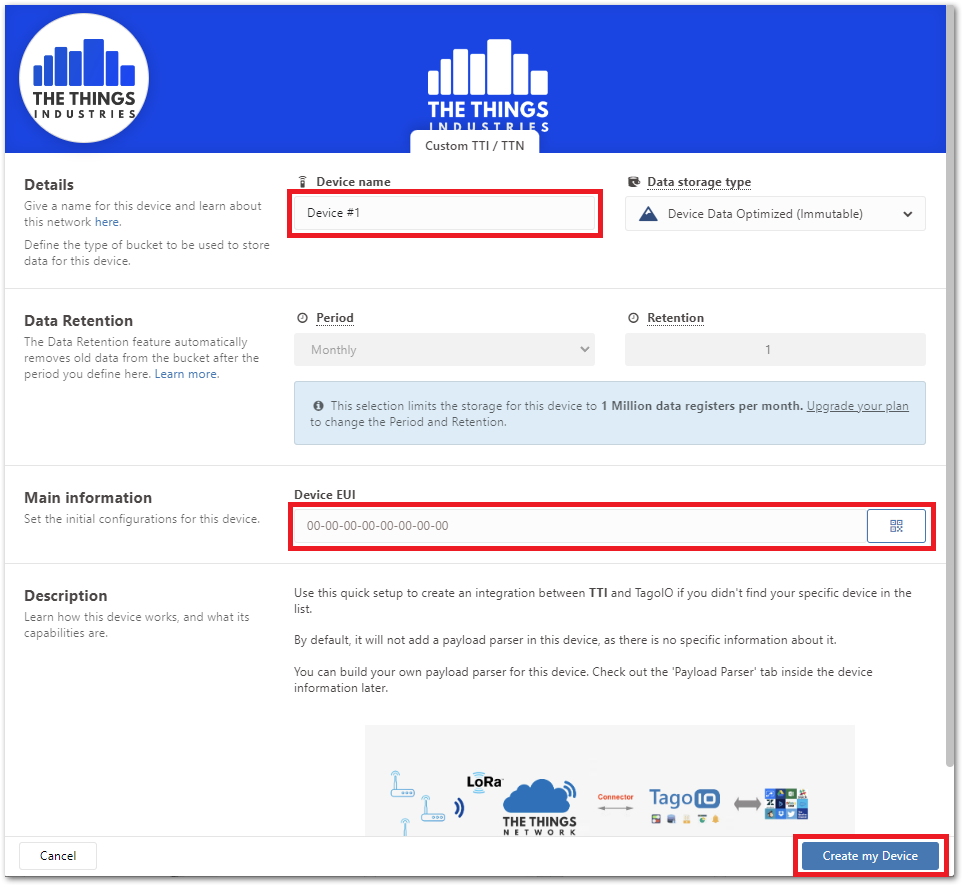 THE THINGS
INDUSTRIES
THE THINGS
INDUSTRIES
Custom TTI / TTN
Details
Give a name for this device and learn about
this network here.
Define the type of bucket to be used to store
data for this device.
Device name
Device #1
Data storage type
Device Data Optimized (Immutable)
Data Retention
The Data Retention feature automatically
removes old data from the bucket after the
period you define here. Learn more.
Period
Monthly
Retention
1
This selection limits the storage for this device to 1 Million data registers per month. Upgrade your plan
to change the Period and Retention.
Main information
Set the initial configurations for this device.
Device EUI
00-00-00-00-00-00-00-00
Description
Learn how this device works, and what its
capabilities are.
Use this quick setup to create an integration between TTI and TagoIO if you didn't find your specific device in the
list.
By default, it will not add a payload parser in this device, as there is no specific information about it.
You can build your own payload parser for this device. Check out the 'Payload Parser' tab inside the device
information later.
LoRa
THE THINGS
NETWORK
Connector
TagoIO
Cancel
Create my Device